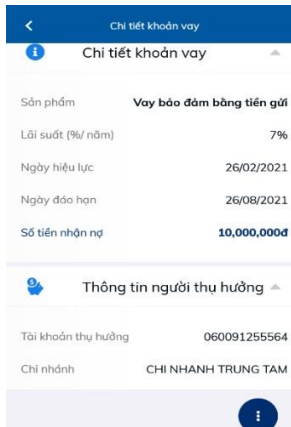 Chi tiết khoản vay
Chi tiết khoản vay
Sản phẩm Vay bảo đảm bằng tiền gửi
Lãi suất (%/ năm) 7%
Ngày hiệu lực 26/02/2021
Ngày đáo hạn 26/08/2021
Số tiền nhận nợ 10,000,000đ
Thông tin người thụ hưởng
Tài khoản thụ hưởng 060091255564
Chi nhánh CHI NHANH TRUNG TAM